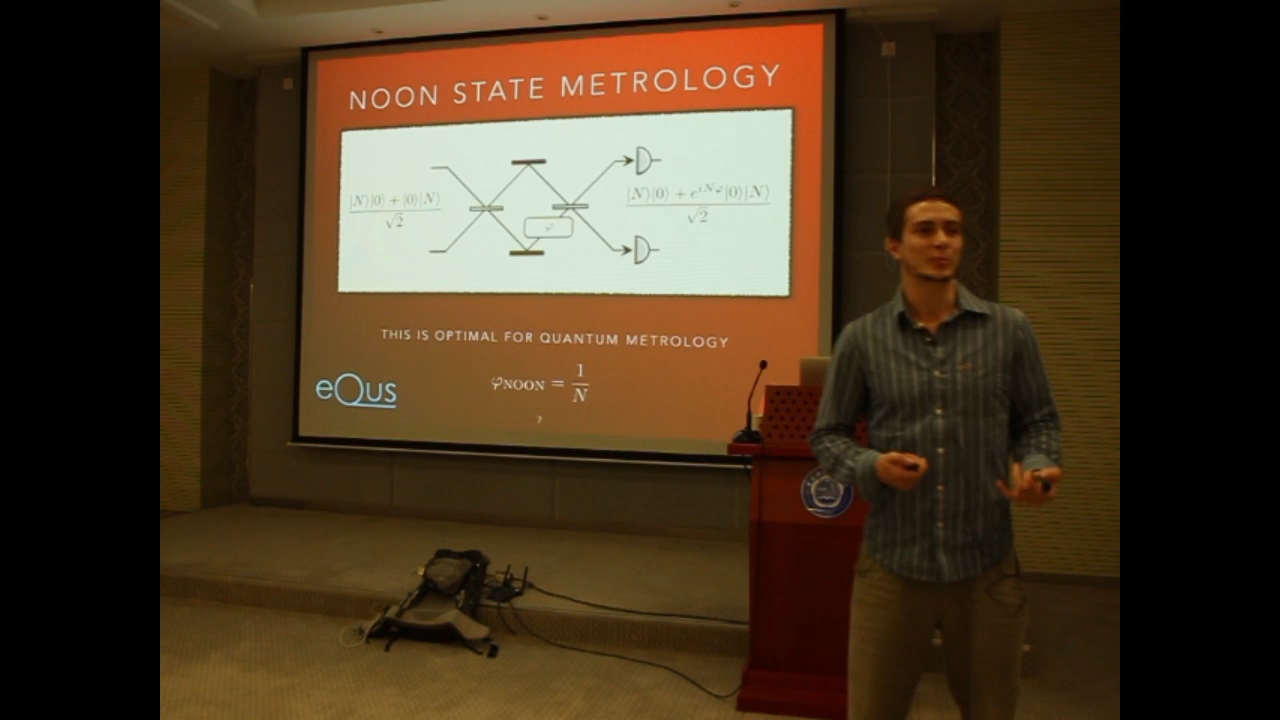 NOON STATE METROLOGY
|N⟩|0⟩ + |0⟩|N⟩
√2
φ
|N⟩|0⟩ + e^{iNφ}|0⟩|N⟩
√2
THIS IS OPTIMAL FOR QUANTUM METROLOGY
φNOON = 1/N
eQus
7